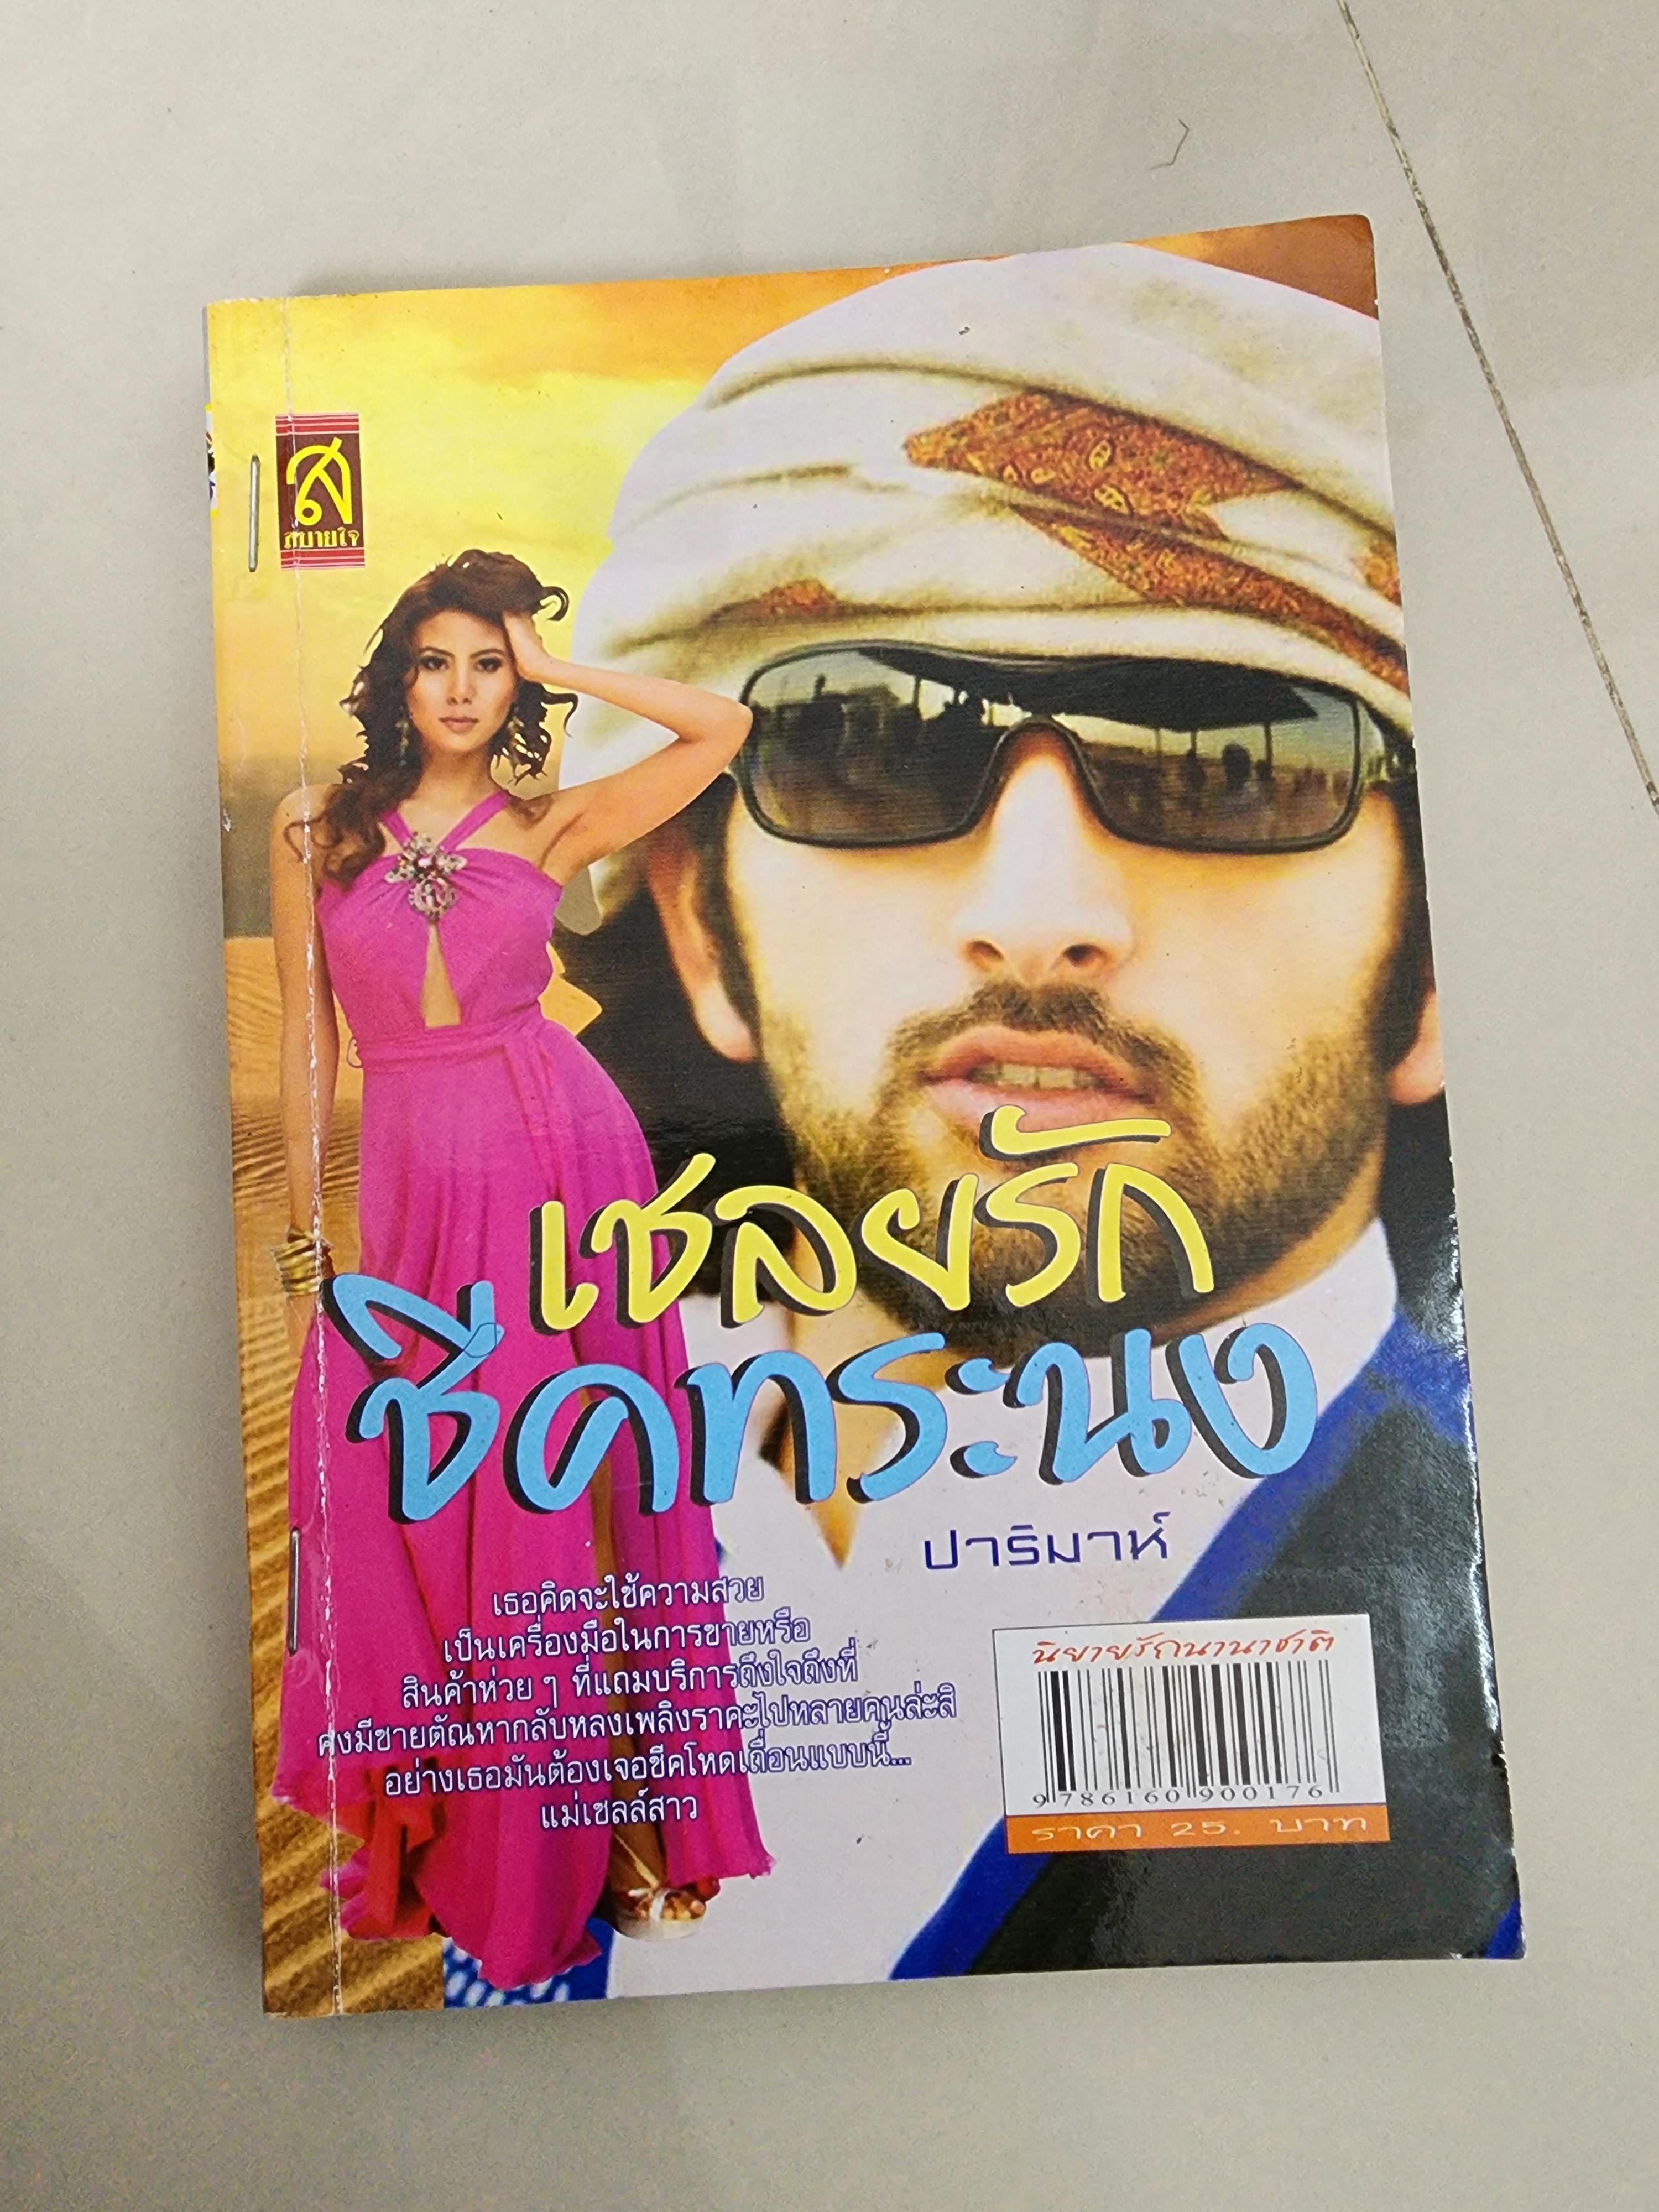 ส
สบายใจ
เชลยรัก
ชีคทระนง
ปาริมาห์
เธอคิดจะใช้ความสวย
เป็นเครื่องมือในการขายหรือ
สินค้าห่วย ๆ ที่แถมบริการถึงใจถึงที่
คงมีชายตัณหากลับหลงเพลิงราคะไปหลายคนล่ะสิ
อย่างเธอมันต้องเจอชีคโหดเถื่อนแบบนี้...
แม่เซลล์สาว
นิยายรักนานาชาติ
9 786160 900176
ราคา 25. บาท